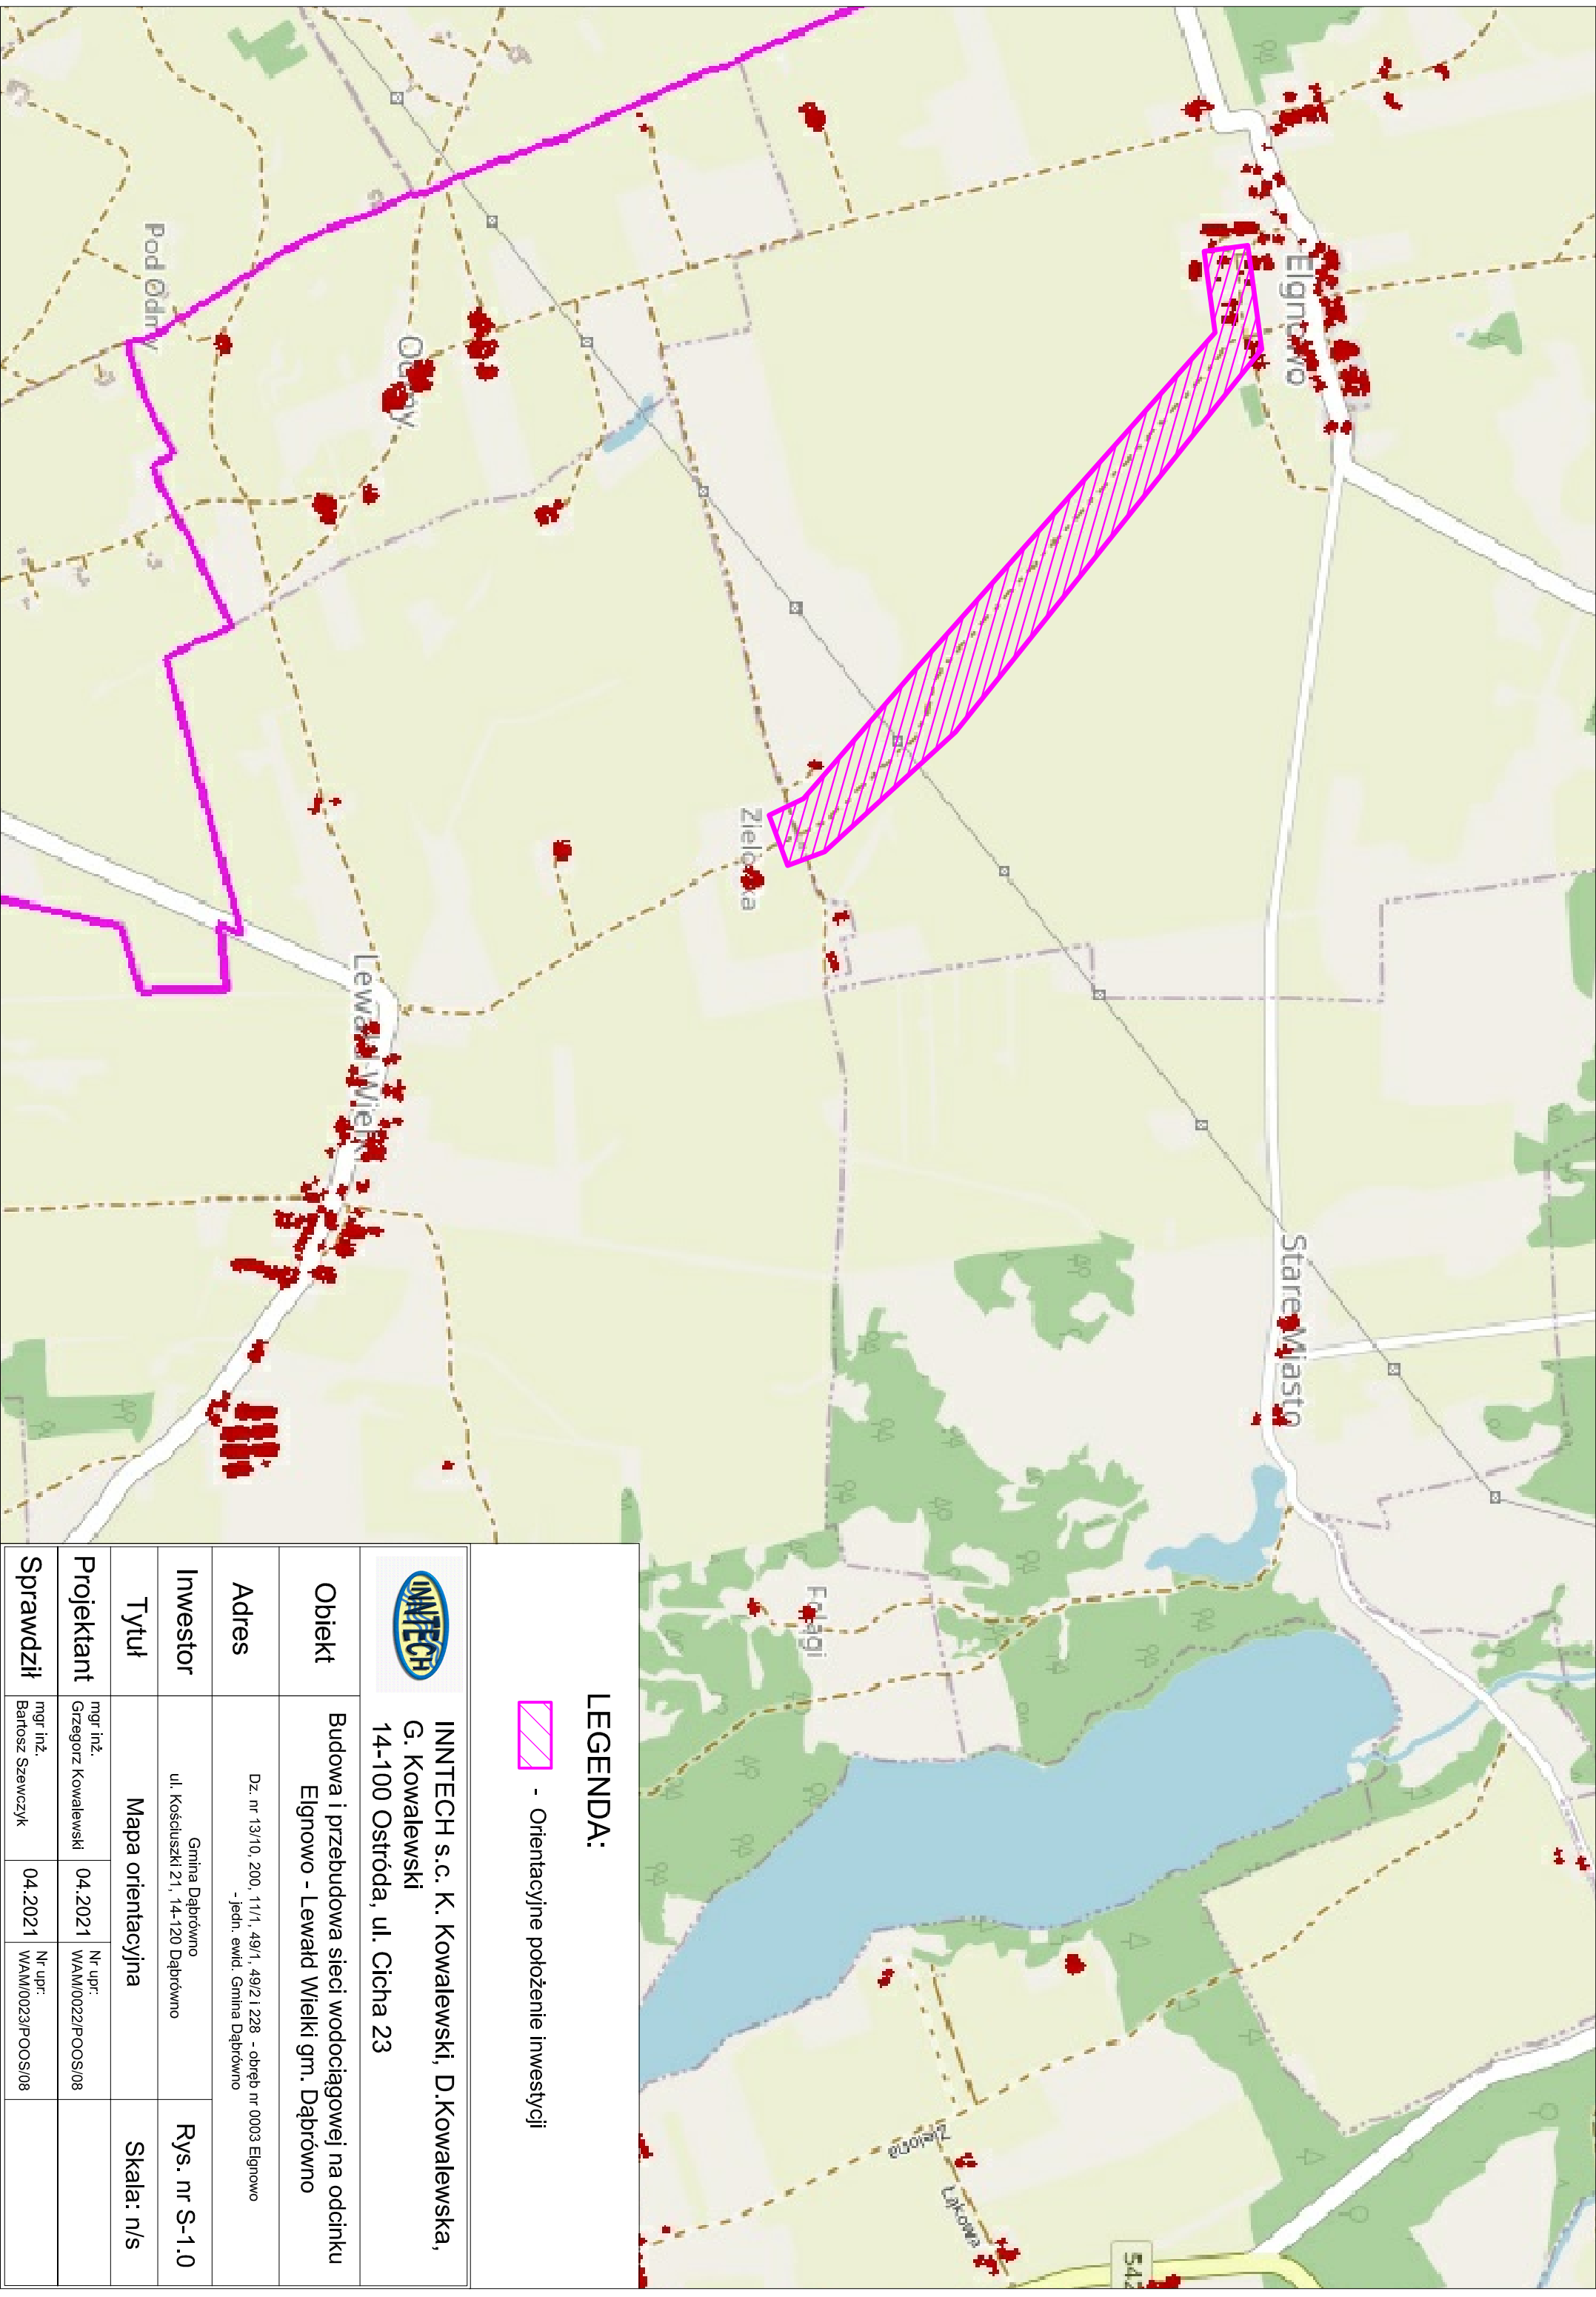 Elgnowo
Stare Miasto
Zielonka
Odmy
Pod Odmy
Lewałd Wielki
Fołągi
Zielona
Łąkowa
542
LEGENDA:
- Orientacyjne położenie inwestycji
INNTECH
INNTECH s.c. K. Kowalewski, D.Kowalewska,
G. Kowalewski
14-100 Ostróda, ul. Cicha 23
Obiekt
Budowa i przebudowa sieci wodociągowej na odcinku
Elgnowo - Lewałd Wielki gm. Dąbrówno
Adres
Dz. nr 13/10, 200, 11/1, 49/1, 49/2 i 228 - obręb nr 0003 Elgnowo
- jedn. ewid. Gmina Dąbrówno
Inwestor
Gmina Dąbrówno
ul. Kościuszki 21, 14-120 Dąbrówno
Rys. nr S-1.0
Tytuł
Mapa orientacyjna
Skala: n/s
Projektant
mgr inż.
Grzegorz Kowalewski
04.2021
Nr upr:
WAM/0022/POOS/08
Sprawdził
mgr inż.
Bartosz Szewczyk
04.2021
Nr upr:
WAM/0023/POOS/08